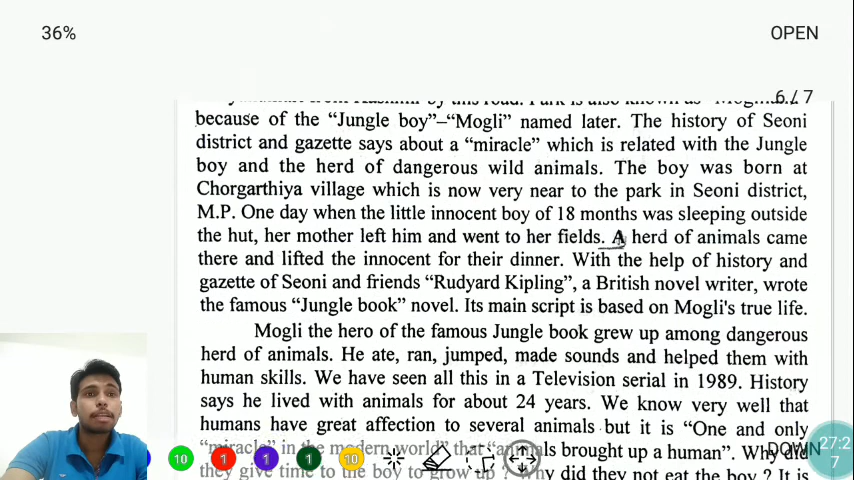 36%
OPEN
6/7
because of the "Jungle boy"–"Mogli" named later. The history of Seoni
district and gazette says about a "miracle" which is related with the Jungle
boy and the herd of dangerous wild animals. The boy was born at
Chorgarthiya village which is now very near to the park in Seoni district,
M.P. One day when the little innocent boy of 18 months was sleeping outside
the hut, her mother left him and went to her fields. A herd of animals came
there and lifted the innocent for their dinner. With the help of history and
gazette of Seoni and friends "Rudyard Kipling", a British novel writer, wrote
the famous "Jungle book" novel. Its main script is based on Mogli's true life.
Mogli the hero of the famous Jungle book grew up among dangerous
herd of animals. He ate, ran, jumped, made sounds and helped them with
human skills. We have seen all this in a Television serial in 1989. History
says he lived with animals for about 24 years. We know very well that
humans have great affection to several animals but it is "One and only
"miracle" in the modern world" that "animals brought up a human". Why did
they give time to the boy to grow up ? Why did they not eat the boy ? It is
DOWN
27:2
7
10
1
1
1
10